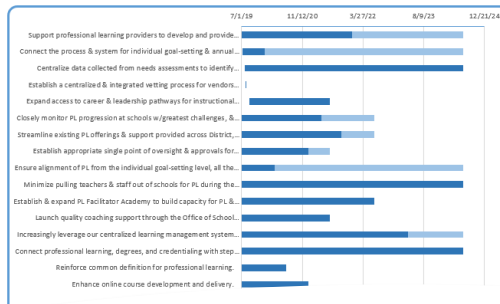 7/1/19 11/12/20 3/27/22 8/9/23 12/21/24
Support professional learning providers to develop and provide...
Connect the process & system for individual goal-setting & annual...
Centralize data collected from needs assessments to identify...
Establish a centralized & integrated vetting process for vendors...
Expand access to career & leadership pathways for instructional...
Closely monitor PL progression at schools w/greatest challenges, &...
Streamline existing PL offerings & support provided across District,...
Establish appropriate single point of oversight & approvals for...
Ensure alignment of PL from the individual goal-setting level, all the...
Minimize pulling teachers & staff out of schools for PL during the...
Establish & expand PL Facilitator Academy to build capacity for PL &...
Launch quality coaching support through the Office of School...
Increasingly leverage our centralized learning management system...
Connect professional learning, degrees, and credentialing with step...
Reinforce common definition for professional learning.
Enhance online course development and delivery.